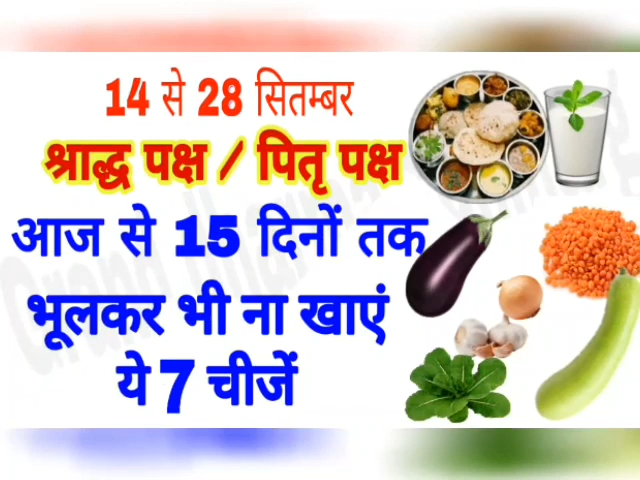 14 से 28 सितम्बर
श्राद्ध पक्ष / पितृ पक्ष
आज से 15 दिनों तक
भूलकर भी ना खाएं
ये 7 चीजें